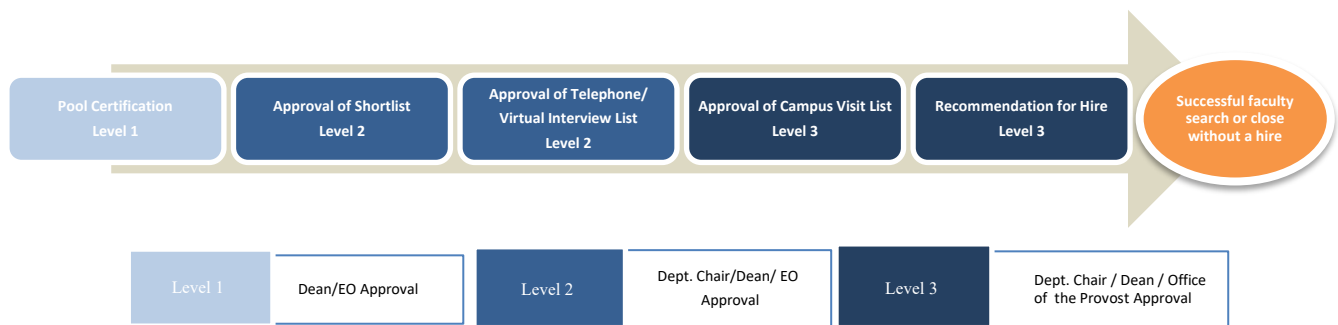 Pool Certification
Level 1
Approval of Shortlist
Level 2
Approval of Telephone/
Virtual Interview List
Level 2
Approval of Campus Visit List
Level 3
Recommendation for Hire
Level 3
Successful faculty
search or close
without a hire
Level 1
Dean/EO Approval
Level 2
Dept. Chair/Dean/ EO
Approval
Level 3
Dept. Chair / Dean / Office
of the Provost Approval